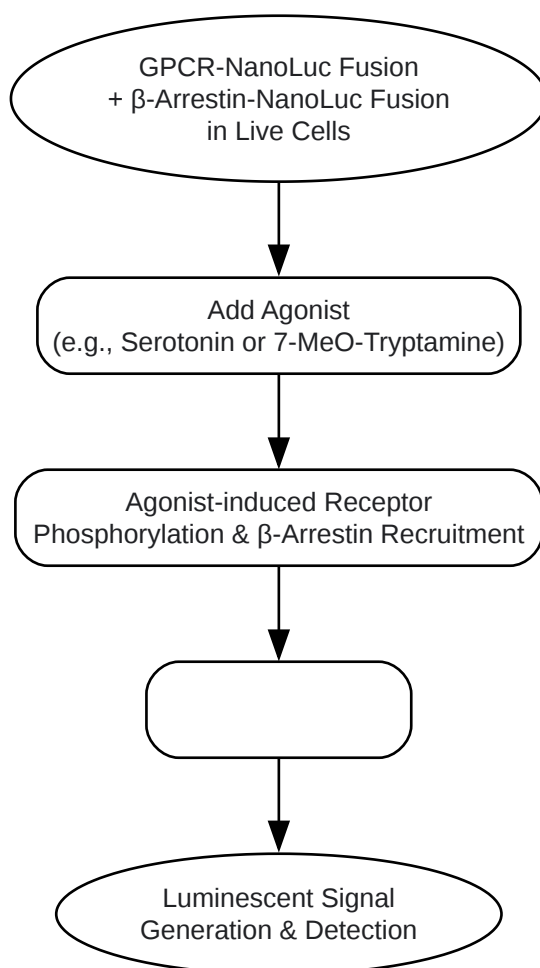 GPCR-NanoLuc Fusion
+ β-Arrestin-NanoLuc Fusion
in Live Cells
Add Agonist
(e.g., Serotonin or 7-MeO-Tryptamine)
Agonist-induced Receptor
Phosphorylation & β-Arrestin Recruitment
Luminescent Signal
Generation & Detection